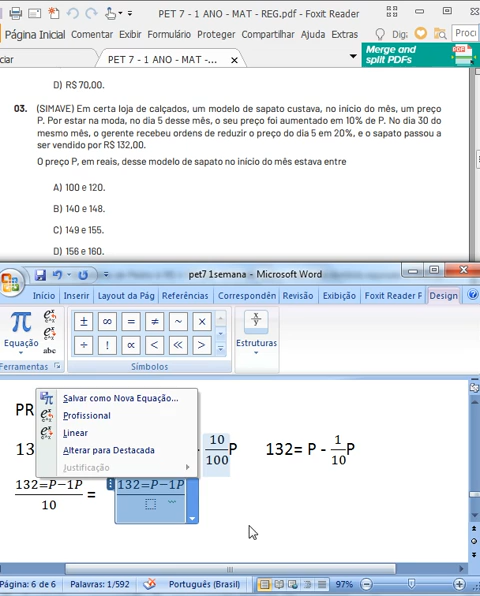 PET 7 - 1 ANO - MAT - REG.pdf - Foxit Reader
Página Inicial Comentar Exibir Formulário Proteger Compartilhar Ajuda Extras Dig Proci
ciar
PET 7 - 1 ANO - MAT -...
Merge and
split PDFs
PDF
D) R$ 70,00.
03. (SIMAVE) Em certa loja de calçados, um modelo de sapato custava, no início do mês, um preço
P. Por estar na moda, no dia 5 desse mês, o seu preço foi aumentado em 10% de P. No dia 30 do
mesmo mês, o gerente recebeu ordens de reduzir o preço do dia 5 em 20%, e o sapato passou a
ser vendido por R$ 132,00.
O preço P, em reais, desse modelo de sapato no início do mês estava entre
A) 100 e 120.
B) 140 e 148.
C) 149 e 155.
D) 156 e 160.
pet71semana - Microsoft Word
Início Inserir Layout da Pág Referências Correspondên Revisão Exibição Foxit Reader F Design
π Equação
abc
Ferramentas
± ∞ = ≠ ~ ×
÷ ! ∝ < ≪ >
Símbolos
x/y Estruturas
Salvar como Nova Equação...
Profissional
Linear
Alterar para Destacada
Justificação
PR
13 - 10/100 P 132= P - 1/10 P
132=P−1P/10 = 132=P−1P
Página: 6 de 6 Palavras: 1/592 Português (Brasil) 97%